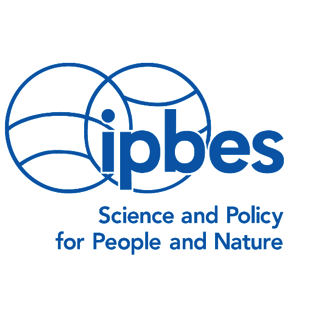 ipbes
Science and Policy
for People and Nature